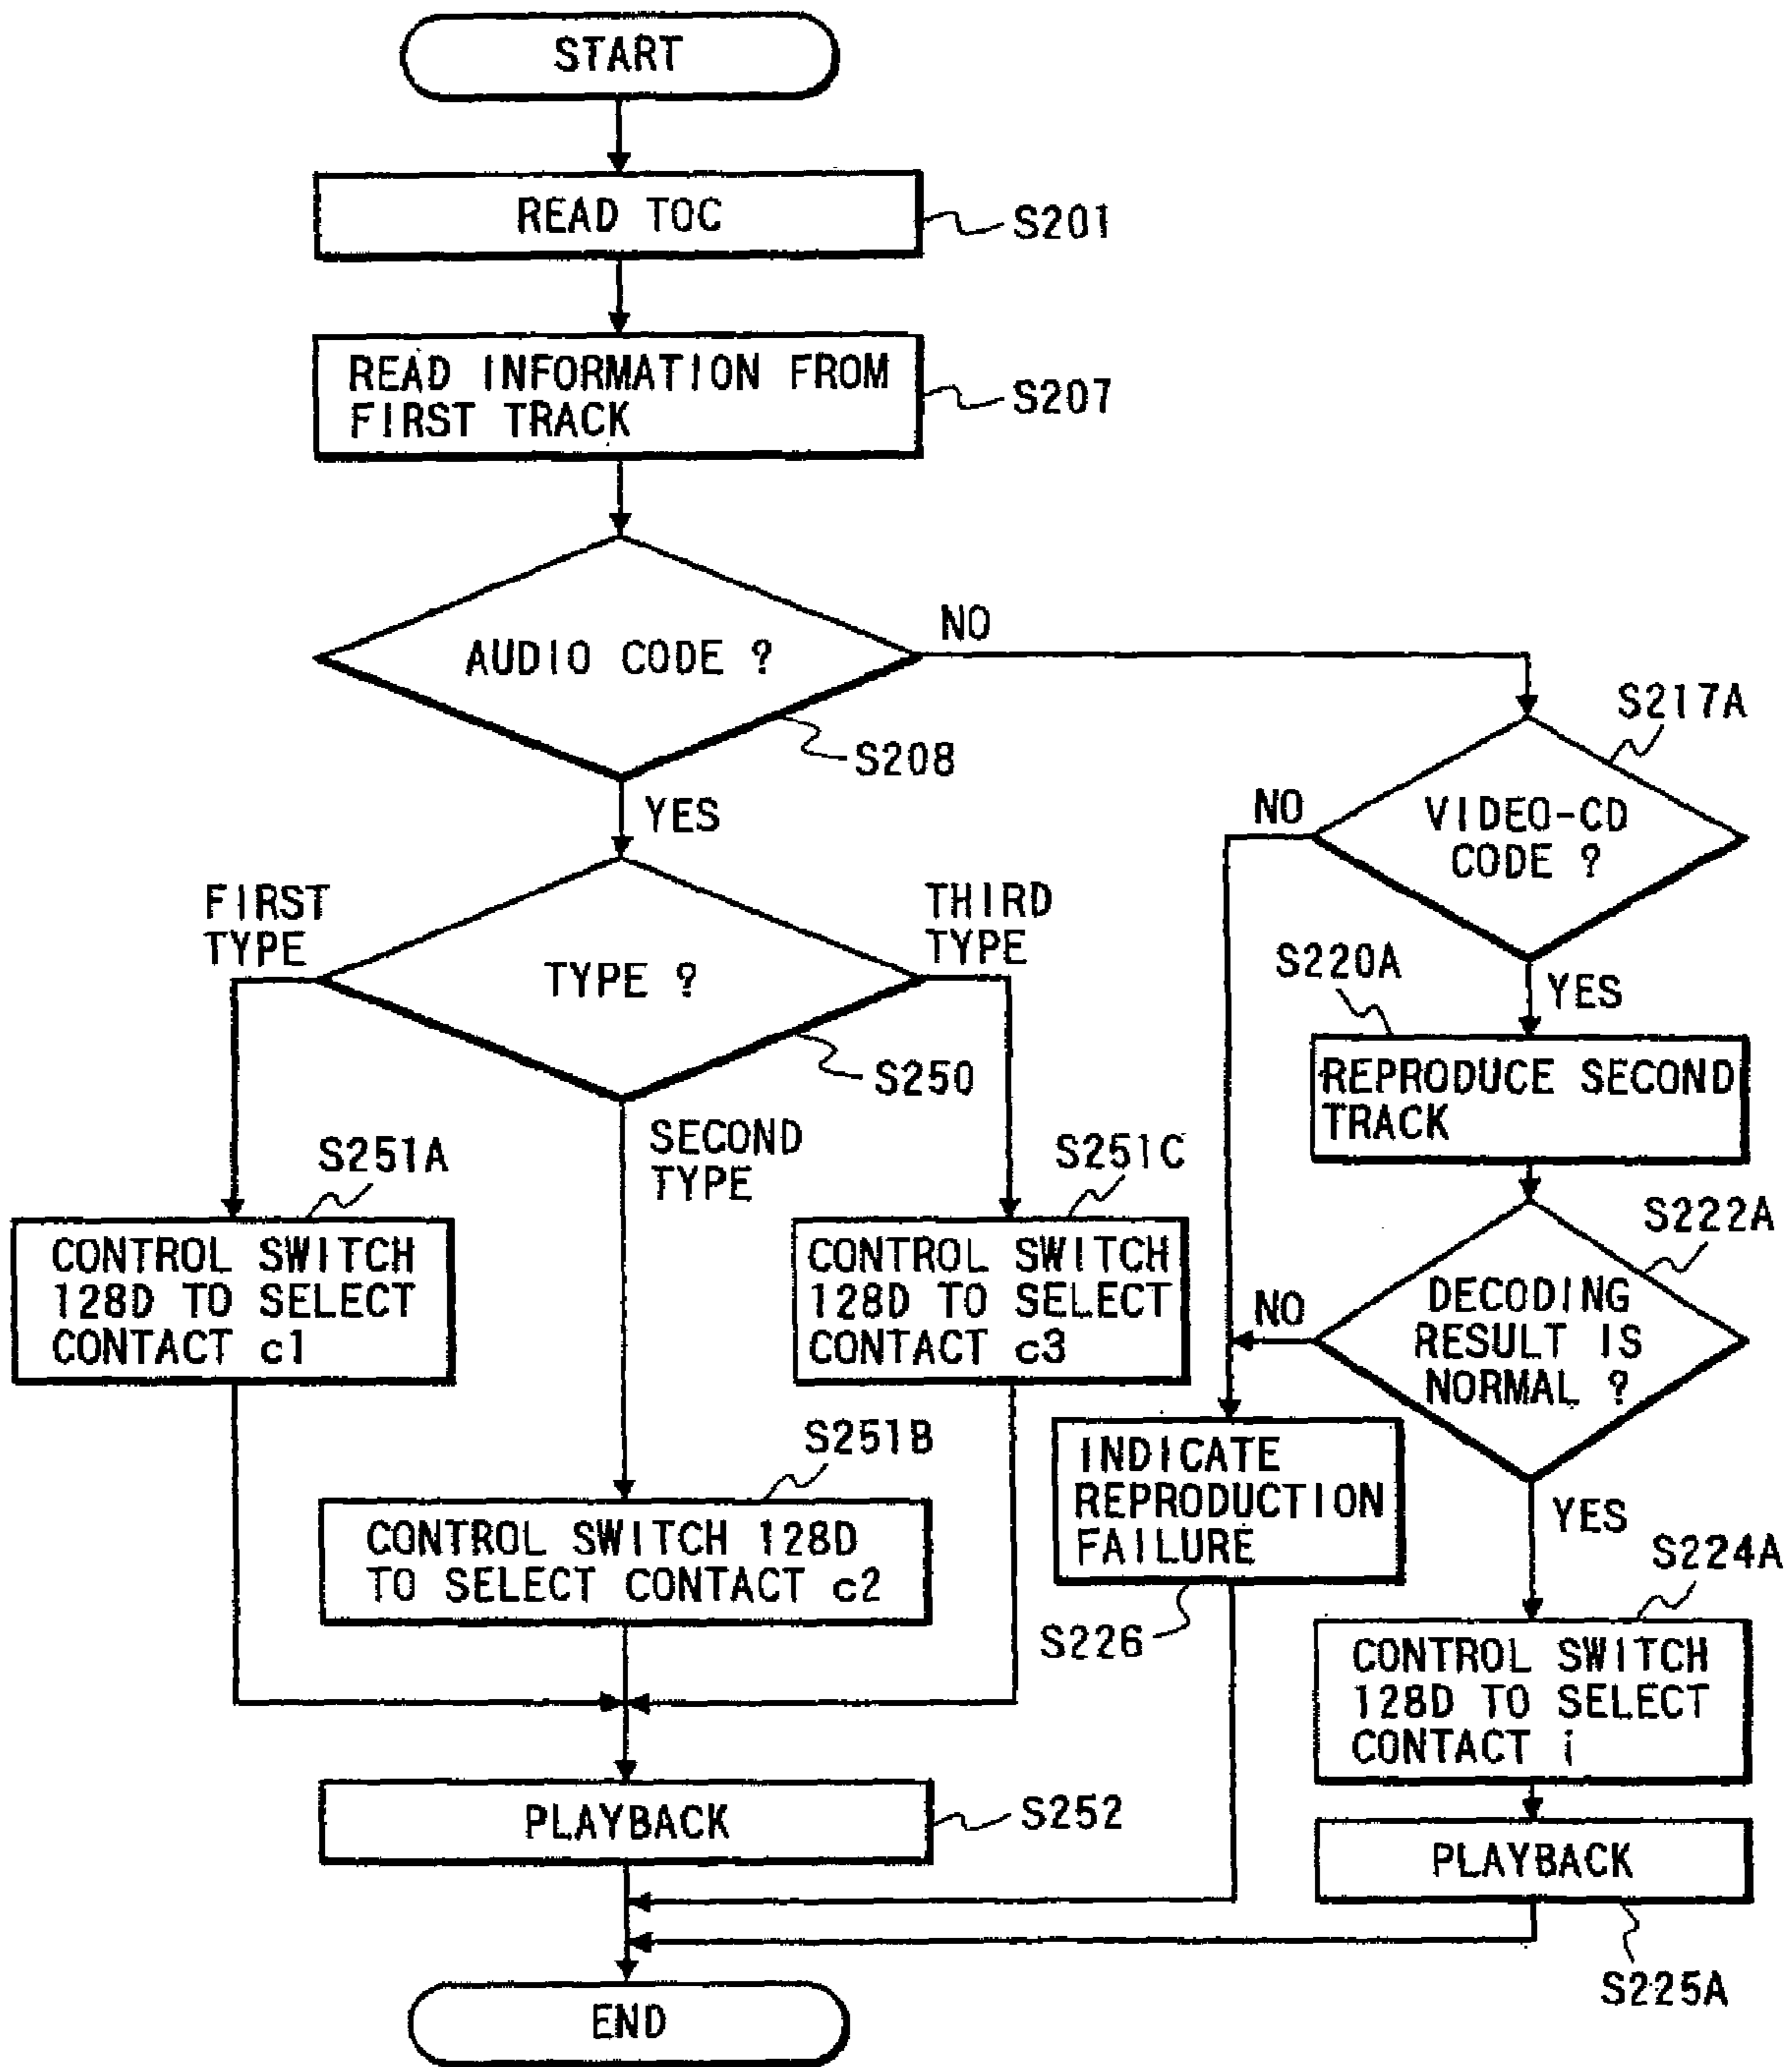 START
READ TOC
S201
READ INFORMATION FROM
FIRST TRACK
S207
AUDIO CODE ?
NO
S208
YES
S217A
VIDEO-CD
CODE ?
NO
YES
FIRST
TYPE
THIRD
TYPE
TYPE ?
S250
SECOND
TYPE
S220A
REPRODUCE SECOND
TRACK
S251A
CONTROL SWITCH
128D TO SELECT
CONTACT c1
S251C
CONTROL SWITCH
128D TO SELECT
CONTACT c3
S222A
DECODING
RESULT IS
NORMAL ?
NO
YES
S251B
CONTROL SWITCH 128D
TO SELECT CONTACT c2
INDICATE
REPRODUCTION
FAILURE
S226
S224A
CONTROL SWITCH
128D TO SELECT
CONTACT i
PLAYBACK
S252
PLAYBACK
S225A
END